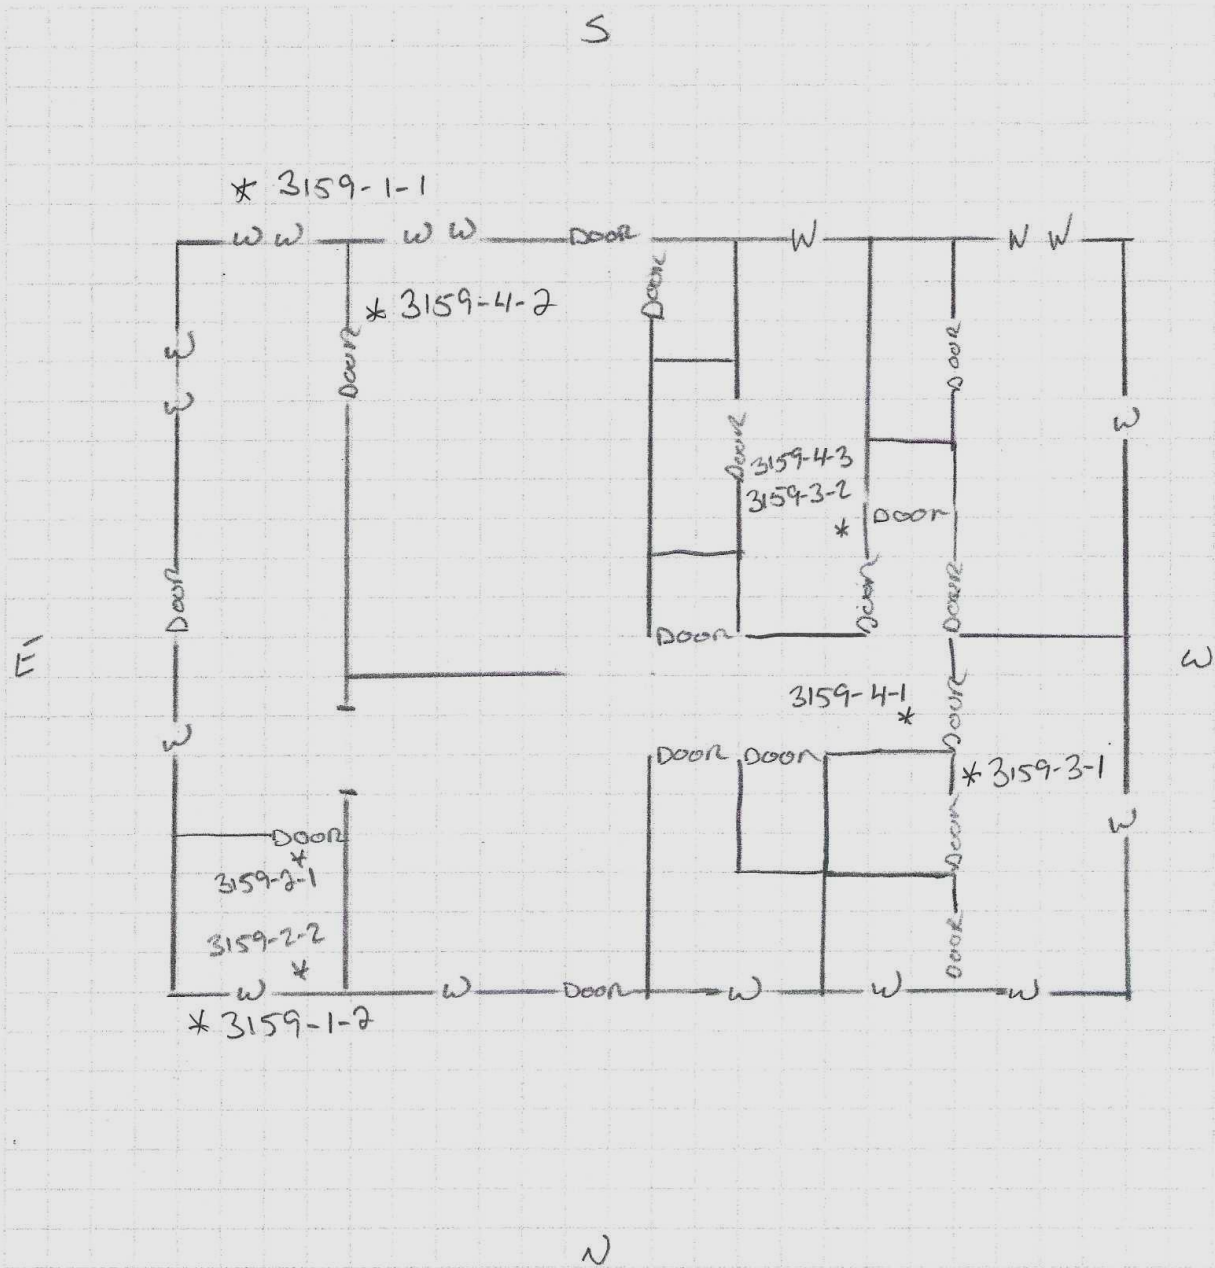 S
* 3159-1-1
W W W W DOOR W W W
DOOR
* 3159-4-2
W
DOOR
DOOR
W
DOOR
W
3159-4-3
3159-3-2
*
DOOR
DOOR
DOOR
DOOR
DOOR
E
W
3159-4-1
*
DOOR
W
DOOR DOOR
* 3159-3-1
DOOR
W
DOOR
*
3159-2-1
3159-2-2
*
DOOR
W W DOOR W W W
* 3159-1-2
N